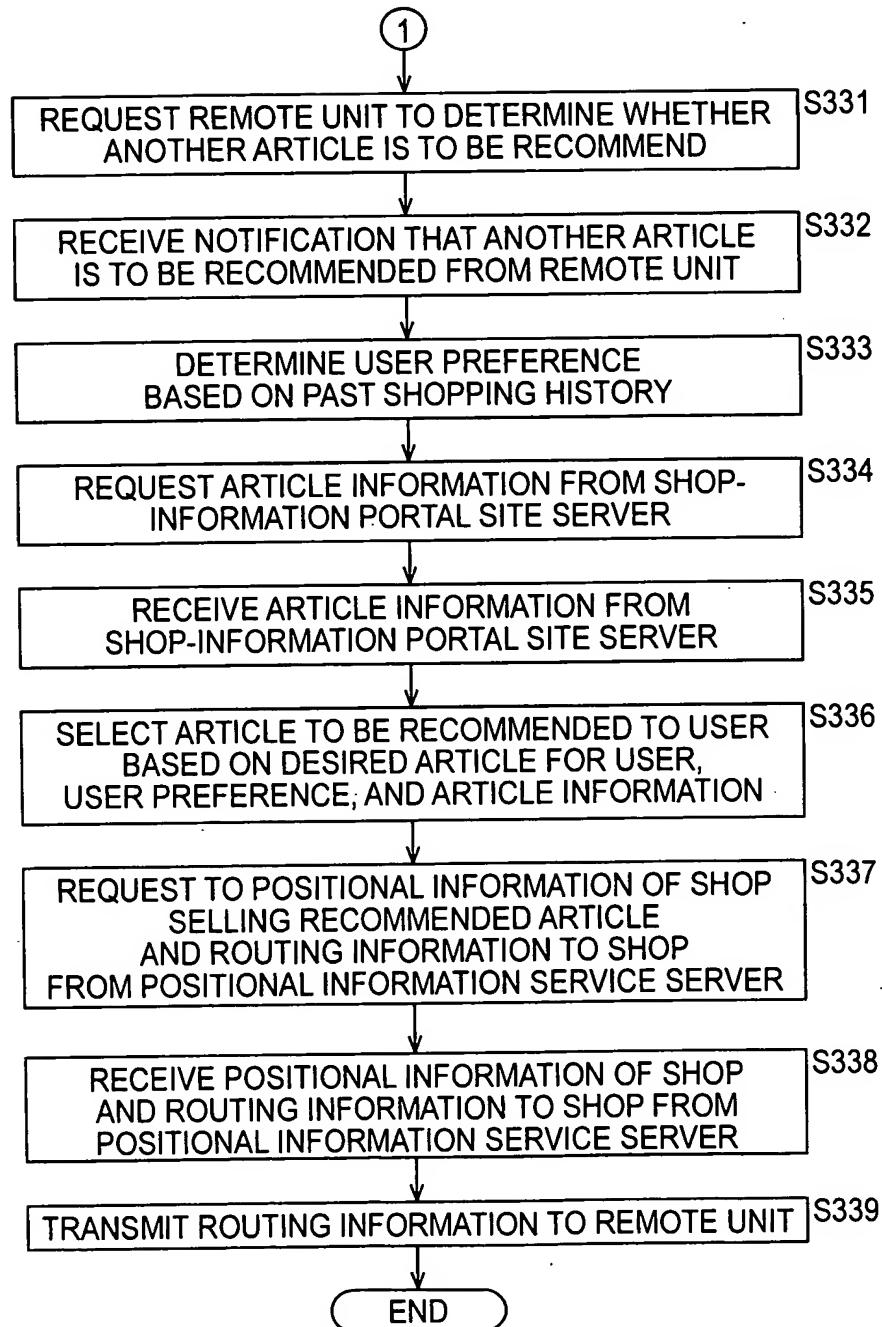 1
REQUEST REMOTE UNIT TO DETERMINE WHETHER
ANOTHER ARTICLE IS TO BE RECOMMEND
S331
RECEIVE NOTIFICATION THAT ANOTHER ARTICLE
IS TO BE RECOMMENDED FROM REMOTE UNIT
S332
DETERMINE USER PREFERENCE
BASED ON PAST SHOPPING HISTORY
S333
REQUEST ARTICLE INFORMATION FROM SHOP-
INFORMATION PORTAL SITE SERVER
S334
RECEIVE ARTICLE INFORMATION FROM
SHOP-INFORMATION PORTAL SITE SERVER
S335
SELECT ARTICLE TO BE RECOMMENDED TO USER
BASED ON DESIRED ARTICLE FOR USER,
USER PREFERENCE, AND ARTICLE INFORMATION
S336
REQUEST TO POSITIONAL INFORMATION OF SHOP
SELLING RECOMMENDED ARTICLE
AND ROUTING INFORMATION TO SHOP
FROM POSITIONAL INFORMATION SERVICE SERVER
S337
RECEIVE POSITIONAL INFORMATION OF SHOP
AND ROUTING INFORMATION TO SHOP FROM
POSITIONAL INFORMATION SERVICE SERVER
S338
TRANSMIT ROUTING INFORMATION TO REMOTE UNIT
S339
END